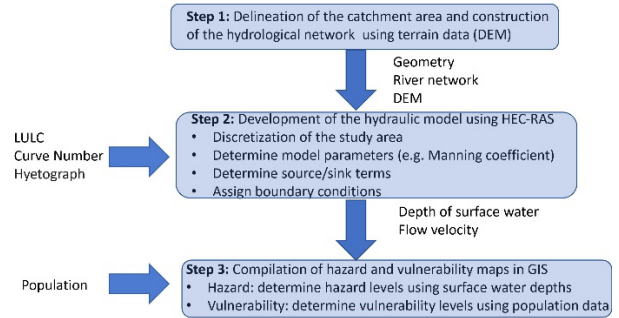 Step 1: Delineation of the catchment area and construction
of the hydrological network using terrain data (DEM)
Geometry
River network
DEM
Step 2: Development of the hydraulic model using HEC-RAS
• Discretization of the study area
• Determine model parameters (e.g. Manning coefficient)
• Determine source/sink terms
• Assign boundary conditions
LULC
Curve Number
Hyetograph
Depth of surface water
Flow velocity
Step 3: Compilation of hazard and vulnerability maps in GIS
• Hazard: determine hazard levels using surface water depths
• Vulnerability: determine vulnerability levels using population data
Population